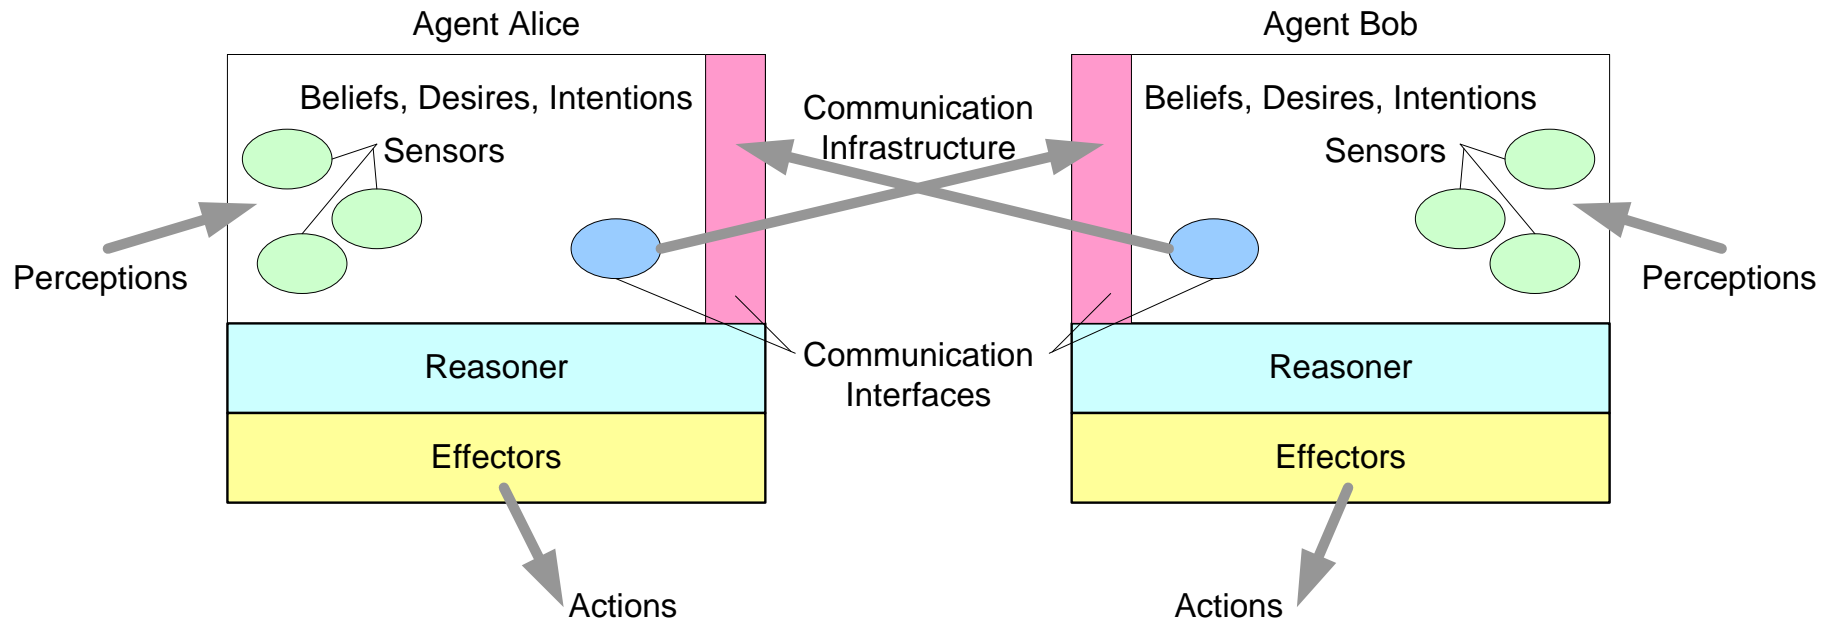 Agent Alice
Agent Bob
Beliefs, Desires, Intentions
Communication
Infrastructure
Beliefs, Desires, Intentions
Sensors
Sensors
Perceptions
Perceptions
Communication
Interfaces
Reasoner
Reasoner
Effectors
Effectors
Actions
Actions